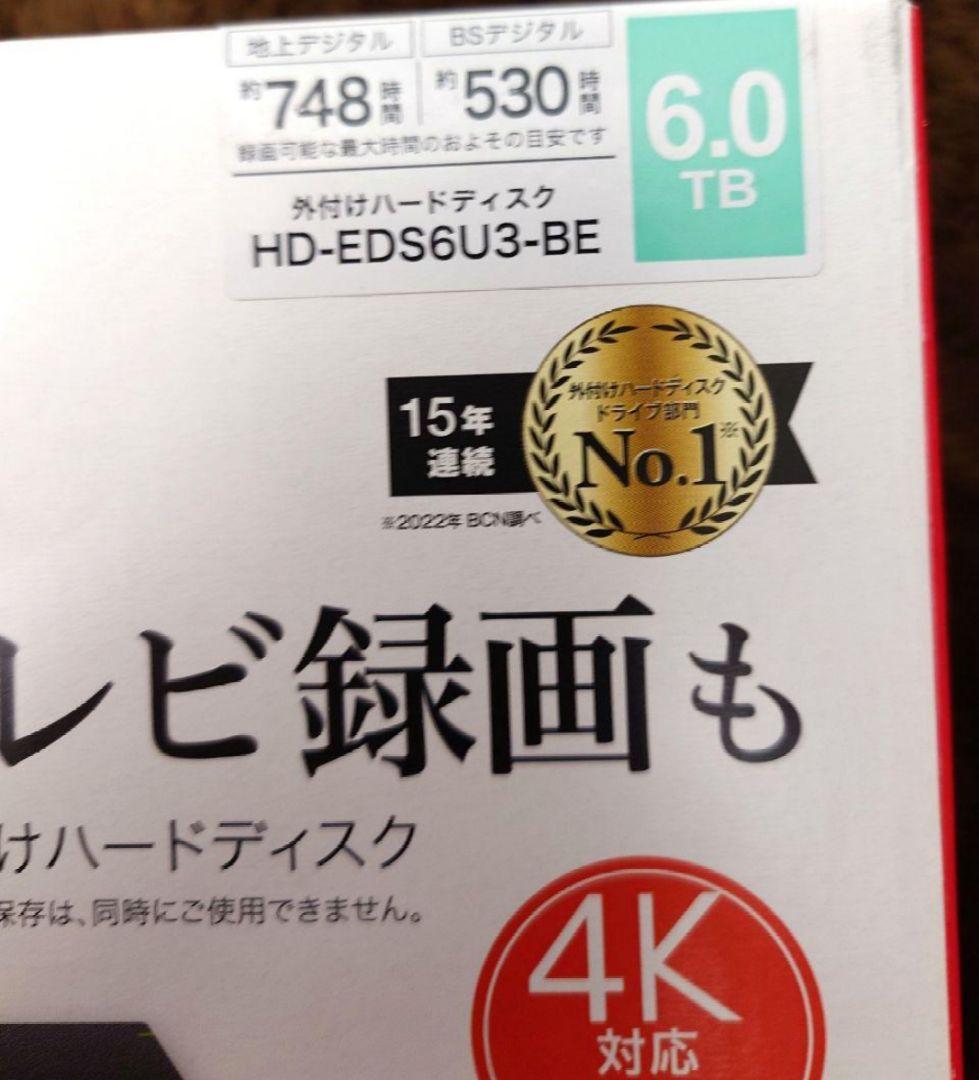 地上デジタル BSデジタル
約748時間 約530時間
6.0
TB
録画可能な最大時間のおよその目安です
外付けハードディスク
HD-EDS6U3-BE
15年
連続
外付けハードディスク
ドライブ部門
No.1※
※2022年 BCN調べ
レビ録画も
けハードディスク
保存は、同時にご使用できません。
4K
対応